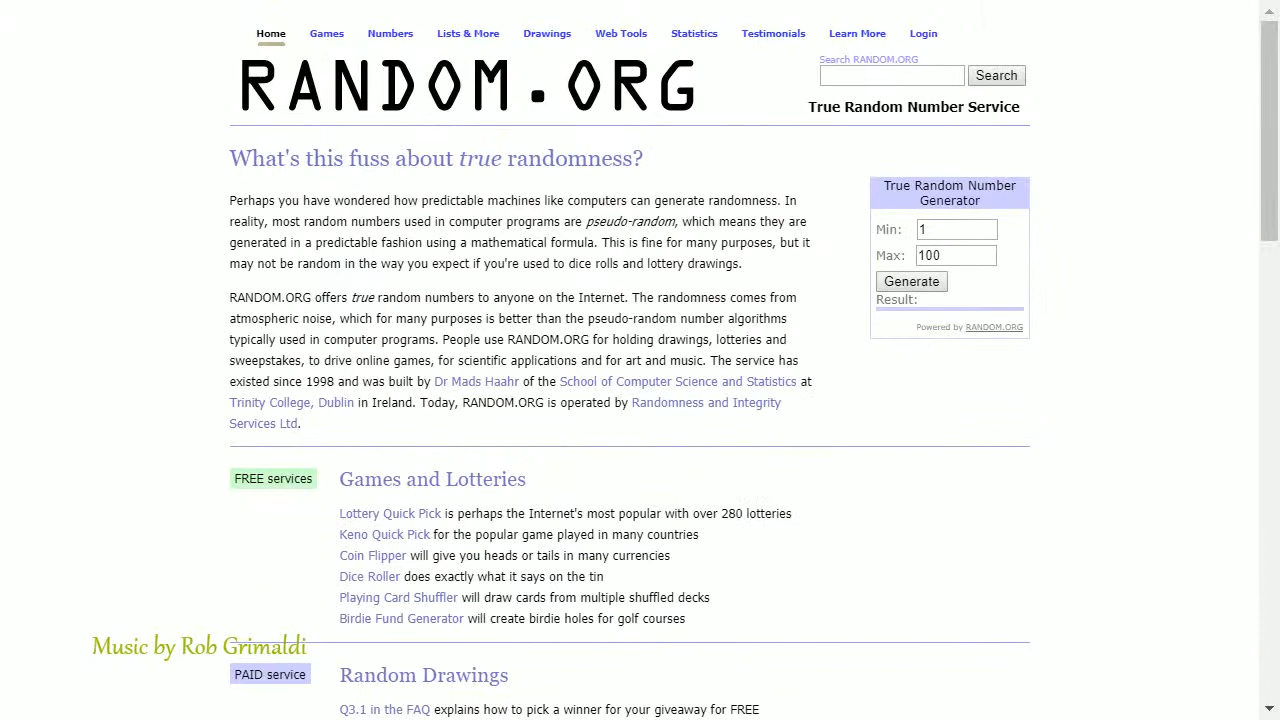 Home Games Numbers Lists & More Drawings Web Tools Statistics Testimonials Learn More Login
RANDOM.ORG
Search RANDOM.ORG
Search
True Random Number Service
What's this fuss about true randomness?
Perhaps you have wondered how predictable machines like computers can generate randomness. In
reality, most random numbers used in computer programs are pseudo-random, which means they are
generated in a predictable fashion using a mathematical formula. This is fine for many purposes, but it
may not be random in the way you expect if you're used to dice rolls and lottery drawings.
RANDOM.ORG offers true random numbers to anyone on the Internet. The randomness comes from
atmospheric noise, which for many purposes is better than the pseudo-random number algorithms
typically used in computer programs. People use RANDOM.ORG for holding drawings, lotteries and
sweepstakes, to drive online games, for scientific applications and for art and music. The service has
existed since 1998 and was built by Dr Mads Haahr of the School of Computer Science and Statistics at
Trinity College, Dublin in Ireland. Today, RANDOM.ORG is operated by Randomness and Integrity
Services Ltd.
True Random Number
Generator
Min: 1
Max: 100
Generate
Result:
Powered by RANDOM.ORG
FREE services
Games and Lotteries
Lottery Quick Pick is perhaps the Internet's most popular with over 280 lotteries
Keno Quick Pick for the popular game played in many countries
Coin Flipper will give you heads or tails in many currencies
Dice Roller does exactly what it says on the tin
Playing Card Shuffler will draw cards from multiple shuffled decks
Birdie Fund Generator will create birdie holes for golf courses
Music by Rob Grimaldi
PAID service
Random Drawings
Q3.1 in the FAQ explains how to pick a winner for your giveaway for FREE